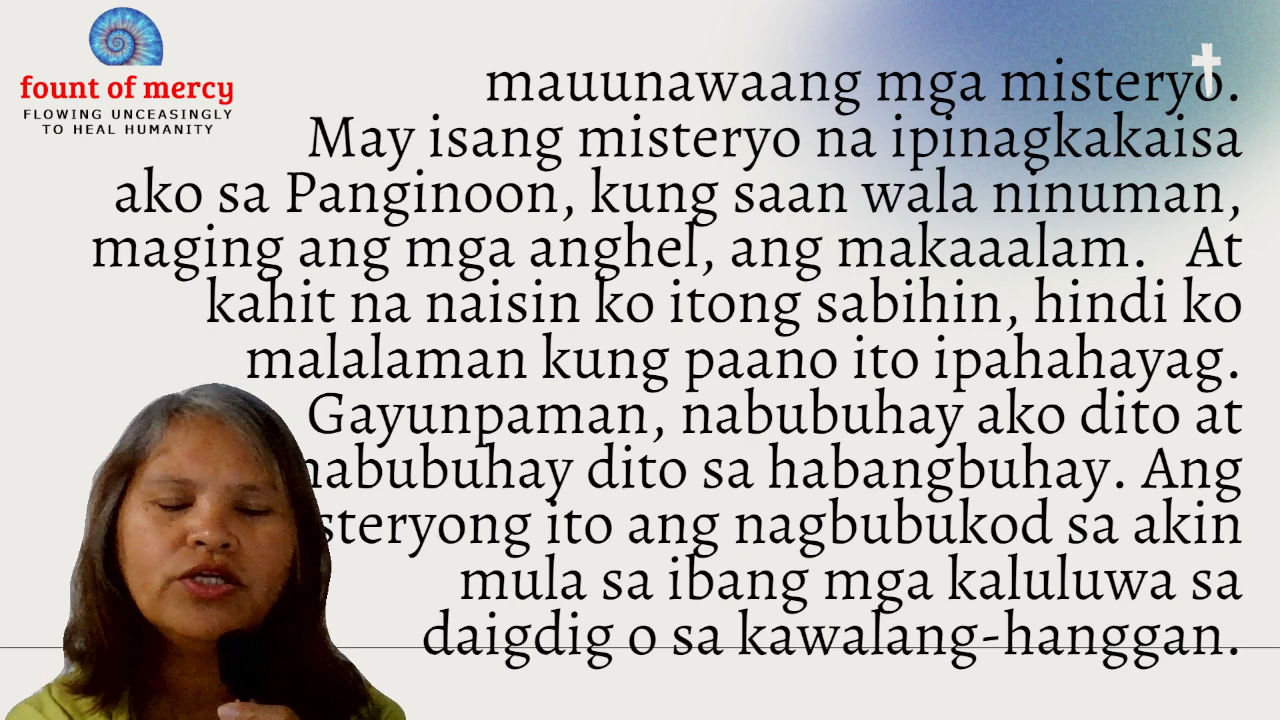 fount of mercy
FLOWING UNCEASINGLY
TO HEAL HUMANITY
mauunawaang mga misteryo.
May isang misteryo na ipinagkakaisa
ako sa Panginoon, kung saan wala ninuman,
maging ang mga anghel, ang makaaalam. At
kahit na naisin ko itong sabihin, hindi ko
malalaman kung paano ito ipahahayag.
Gayunpaman, nabubuhay ako dito at
nabubuhay dito sa habangbuhay. Ang
steryong ito ang nagbubukod sa akin
mula sa ibang mga kaluluwa sa
daigdig o sa kawalang-hanggan.